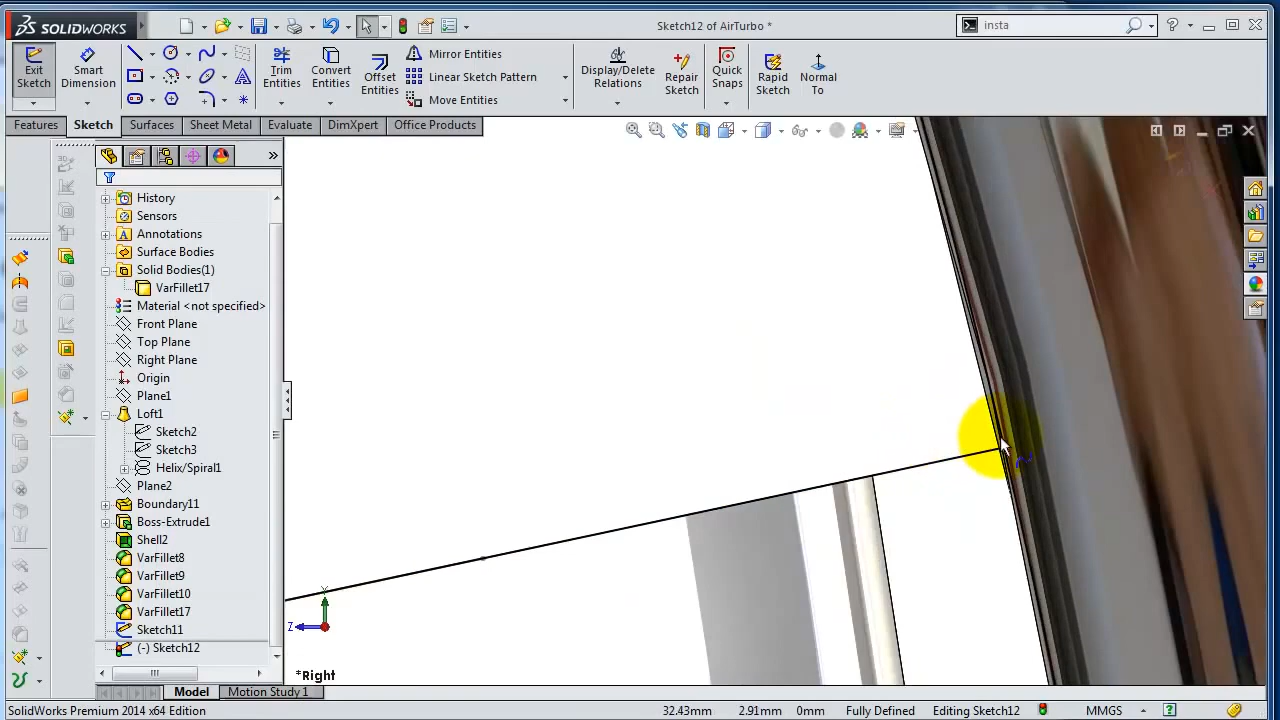 SOLIDWORKS
Sketch12 of AirTurbo *
insta
Exit Sketch
Smart Dimension
Trim Entities
Convert Entities
Offset Entities
Mirror Entities
Linear Sketch Pattern
Move Entities
Display/Delete Relations
Repair Sketch
Quick Snaps
Rapid Sketch
Normal To
Features
Sketch
Surfaces
Sheet Metal
Evaluate
DimXpert
Office Products
History
Sensors
Annotations
Surface Bodies
Solid Bodies(1)
VarFillet17
Material <not specified>
Front Plane
Top Plane
Right Plane
Origin
Plane1
Loft1
Sketch2
Sketch3
Helix/Spiral1
Plane2
Boundary11
Boss-Extrude1
Shell2
VarFillet8
VarFillet9
VarFillet10
VarFillet17
Sketch11
(-) Sketch12
Y
Z
*Right
Model
Motion Study 1
SolidWorks Premium 2014 x64 Edition
32.43mm
2.91mm
0mm
Fully Defined
Editing Sketch12
MMGS